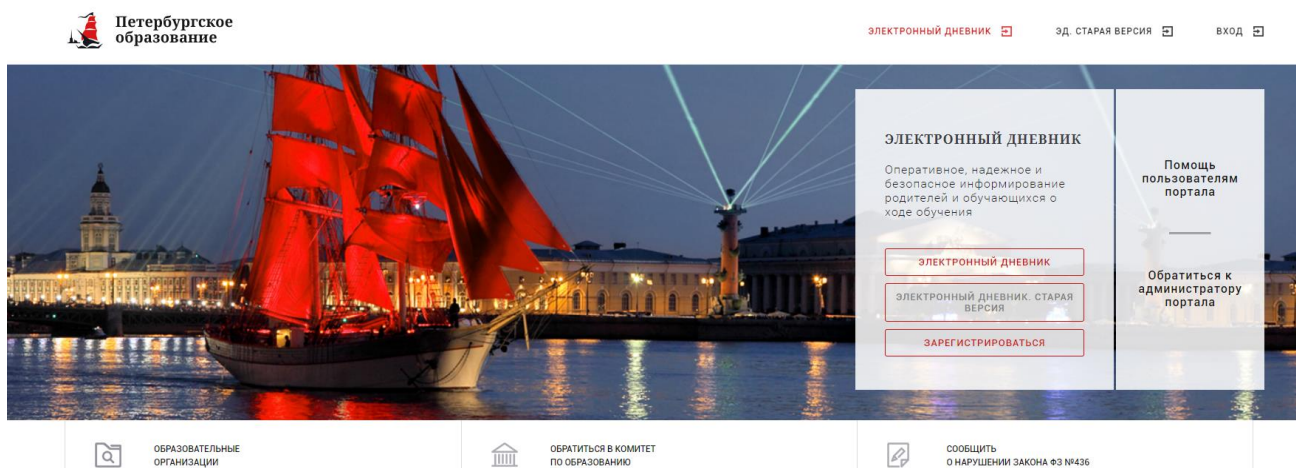 Петербургское
образование
ЭЛЕКТРОННЫЙ ДНЕВНИК
ЭД. СТАРАЯ ВЕРСИЯ
ВХОД
ЭЛЕКТРОННЫЙ ДНЕВНИК
Оперативное, надежное и
безопасное информирование
родителей и обучающихся о
ходе обучения
ЭЛЕКТРОННЫЙ ДНЕВНИК
ЭЛЕКТРОННЫЙ ДНЕВНИК. СТАРАЯ
ВЕРСИЯ
ЗАРЕГИСТРИРОВАТЬСЯ
Помощь
пользователям
портала
Обратиться к
администратору
портала
ОБРАЗОВАТЕЛЬНЫЕ
ОРГАНИЗАЦИИ
ОБРАТИТЬСЯ В КОМИТЕТ
ПО ОБРАЗОВАНИЮ
СООБЩИТЬ
О НАРУШЕНИИ ЗАКОНА ФЗ №436